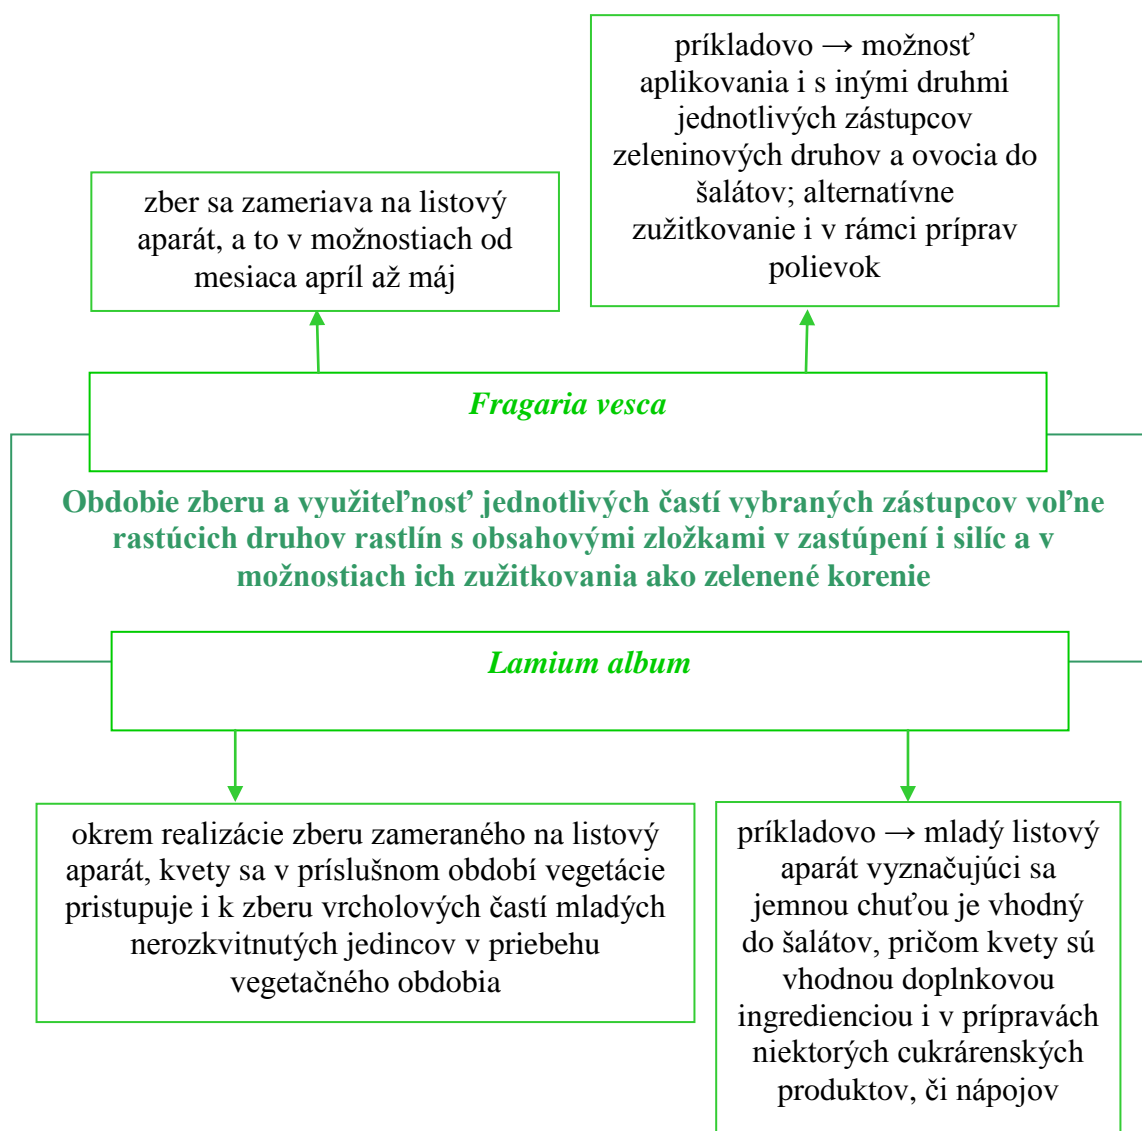 príkladovo → možnosť
aplikovania i s inými druhmi
jednotlivých zástupcov
zeleninových druhov a ovocia do
šalátov; alternatívne
zužitkovanie i v rámci príprav
polievok
zber sa zameriava na listový
aparát, a to v možnostiach od
mesiaca apríl až máj
Fragaria vesca
Obdobie zberu a využiteľnosť jednotlivých častí vybraných zástupcov voľne
rastúcich druhov rastlín s obsahovými zložkami v zastúpení i silíc a v
možnostiach ich zužitkovania ako zelenené korenie
Lamium album
okrem realizácie zberu zameraného na listový
aparát, kvety sa v príslušnom období vegetácie
pristupuje i k zberu vrcholových častí mladých
nerozkvitnutých jedincov v priebehu
vegetačného obdobia
príkladovo → mladý listový
aparát vyznačujúci sa
jemnou chuťou je vhodný
do šalátov, pričom kvety sú
vhodnou doplnkovou
ingredienciou i v prípravách
niektorých cukrárenských
produktov, či nápojov